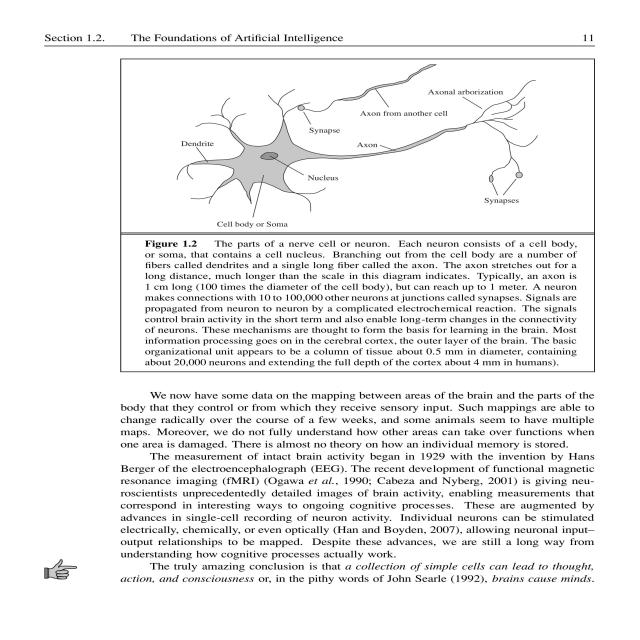 Section 1.2. The Foundations of Artificial Intelligence 11
Axonal arborization
Axon from another cell
Synapse
Dendrite
Axon
Nucleus
Synapses
Cell body or Soma
Figure 1.2 The parts of a nerve cell or neuron. Each neuron consists of a cell body,
or soma, that contains a cell nucleus. Branching out from the cell body are a number of
fibers called dendrites and a single long fiber called the axon. The axon stretches out for a
long distance, much longer than the scale in this diagram indicates. Typically, an axon is
1 cm long (100 times the diameter of the cell body), but can reach up to 1 meter. A neuron
makes connections with 10 to 100,000 other neurons at junctions called synapses. Signals are
propagated from neuron to neuron by a complicated electrochemical reaction. The signals
control brain activity in the short term and also enable long-term changes in the connectivity
of neurons. These mechanisms are thought to form the basis for learning in the brain. Most
information processing goes on in the cerebral cortex, the outer layer of the brain. The basic
organizational unit appears to be a column of tissue about 0.5 mm in diameter, containing
about 20,000 neurons and extending the full depth of the cortex about 4 mm in humans).
We now have some data on the mapping between areas of the brain and the parts of the
body that they control or from which they receive sensory input. Such mappings are able to
change radically over the course of a few weeks, and some animals seem to have multiple
maps. Moreover, we do not fully understand how other areas can take over functions when
one area is damaged. There is almost no theory on how an individual memory is stored.
The measurement of intact brain activity began in 1929 with the invention by Hans
Berger of the electroencephalograph (EEG). The recent development of functional magnetic
resonance imaging (fMRI) (Ogawa et al., 1990; Cabeza and Nyberg, 2001) is giving neu-
roscientists unprecedentedly detailed images of brain activity, enabling measurements that
correspond in interesting ways to ongoing cognitive processes. These are augmented by
advances in single-cell recording of neuron activity. Individual neurons can be stimulated
electrically, chemically, or even optically (Han and Boyden, 2007), allowing neuronal input–
output relationships to be mapped. Despite these advances, we are still a long way from
understanding how cognitive processes actually work.
The truly amazing conclusion is that a collection of simple cells can lead to thought,
action, and consciousness or, in the pithy words of John Searle (1992), brains cause minds.